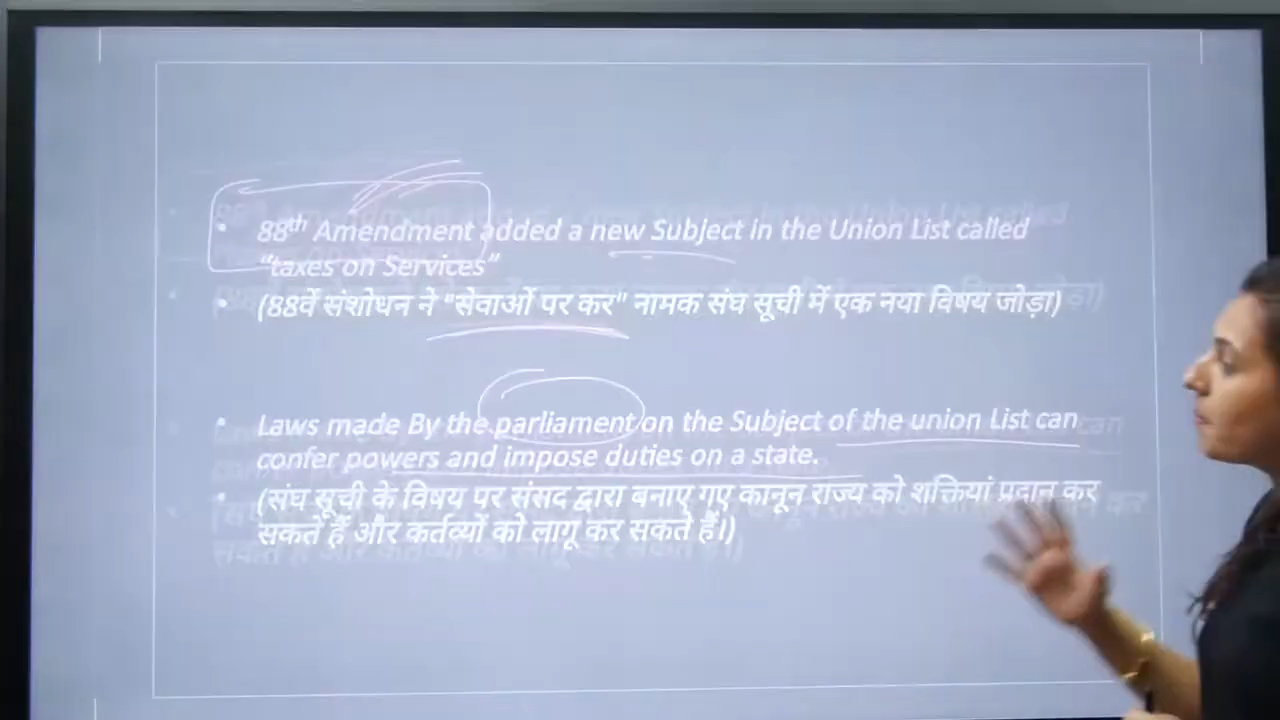 • 88th Amendment added a new Subject in the Union List called
"taxes on Services"
• (88वें संशोधन ने "सेवाओं पर कर" नामक संघ सूची में एक नया विषय जोड़ा)
• Laws made By the parliament on the Subject of the union List can
confer powers and impose duties on a state.
• (संघ सूची के विषय पर संसद द्वारा बनाए गए कानून राज्य को शक्तियां प्रदान कर
सकते हैं और कर्तव्यों को लागू कर सकते हैं।)